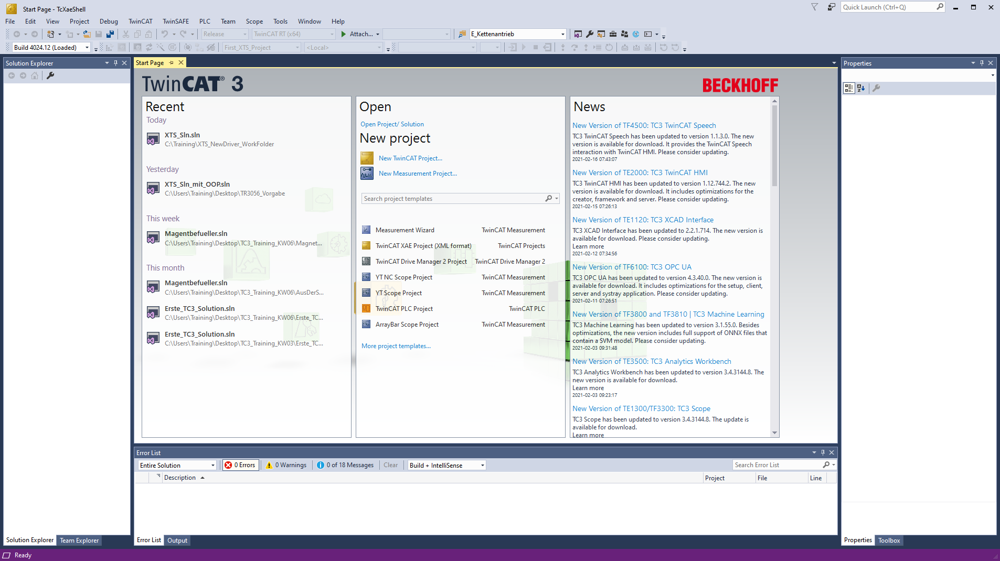 Start Page - TcXaeShell
Quick Launch (Ctrl+Q)
File Edit View Project Debug TwinCAT TwinSAFE PLC Team Scope Tools Window Help
Release TwinCAT RT (x64) Attach... E_Kettenantrieb
Build 4024.12 (Loaded) First_XTS_Project <Local>
Solution Explorer
Start Page
Properties
TwinCAT® 3
BECKHOFF
Recent
Today
XTS_Sln.sln
C:\Training\XTS_NewDriver_WorkFolder
Yesterday
XTS_Sln_mit_OOP.sln
C:\Users\Training\Desktop\TR3056_Vorgabe
This week
Magentbefueller.sln
C:\Users\Training\Desktop\TC3_Training_KW06\Magnet...
This month
Magentbefueller.sln
C:\Users\Training\Desktop\TC3_Training_KW06\AusDerS...
Erste_TC3_Solution.sln
C:\Users\Training\Desktop\TC3_Training_KW06\Erste_TC...
Erste_TC3_Solution.sln
C:\Users\Training\Desktop\TC3_Training_KW03\Erste_TC...
Open
Open Project/ Solution
New project
New TwinCAT Project...
New Measurement Project...
Search project templates
Measurement Wizard TwinCAT Measurement
TwinCAT XAE Project (XML format) TwinCAT Projects
TwinCAT Drive Manager 2 Project TwinCAT Drive Manager 2
YT NC Scope Project TwinCAT Measurement
YT Scope Project TwinCAT Measurement
TwinCAT PLC Project TwinCAT PLC
ArrayBar Scope Project TwinCAT Measurement
More project templates...
News
New Version of TF4500: TC3 TwinCAT Speech
TC3 TwinCAT Speech has been updated to version 1.1.3.0. The new
version is available for download. It provides the TwinCAT Speech
interaction with TwinCAT HMI. Please consider updating.
2021-02-16 07:43:07
New Version of TE2000: TC3 TwinCAT HMI
TC3 TwinCAT HMI has been updated to version 1.12.744.2. The new
version is available for download. It includes optimizations for the
creator, framework and server. Please consider updating.
2021-02-15 07:26:13
New Version of TE1120: TC3 XCAD Interface
TC3 XCAD Interface has been updated to 2.2.1.714. The new version is
available for download. Please consider updating.
Learn more
2021-02-12 07:34:56
New Version of TF6100: TC3 OPC UA
TC3 OPC UA has been updated to version 4.3.40.0. The new version is
available for download. It includes optimizations for the setup, client,
server and systray application. Please consider updating.
2021-02-11 07:26:51
New Version of TF3800 and TF3810 | TC3 Machine Learning
TC3 Machine Learning has been updated to version 3.1.55.0. Besides
optimizations, the new version includes full support of ONNX files that
contain a SVM model. Please consider updating.
2021-02-03 09:31:48
New Version of TE3500: TC3 Analytics Workbench
TC3 Analytics Workbench has been updated to version 3.4.3144.8. The
new version is available for download.
Learn more
2021-02-03 09:23:17
New Version of TE1300/TF3300: TC3 Scope
TC3 Scope has been updated to version 3.4.3144.8. The update is
available for download.
Learn more
Error List
Entire Solution 0 Errors 0 Warnings 0 of 18 Messages Clear Build + IntelliSense Search Error List
Description Project File Line
Solution Explorer Team Explorer
Error List Output
Properties Toolbox
Ready